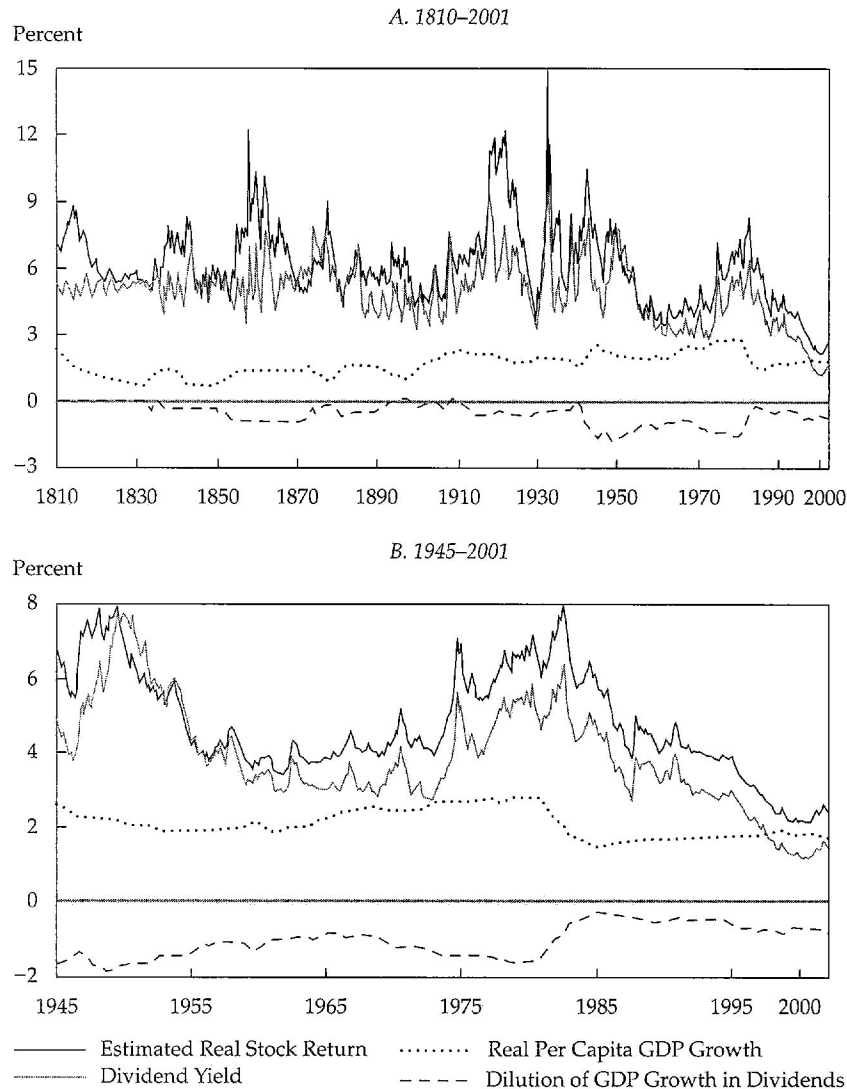 A. 1810–2001
Percent
15
12
9
6
3
0
−3
1810 1830 1850 1870 1890 1910 1930 1950 1970 1990 2000
B. 1945–2001
Percent
8
6
4
2
0
−2
1945 1955 1965 1975 1985 1995 2000
Estimated Real Stock Return Real Per Capita GDP Growth
Dividend Yield Dilution of GDP Growth in Dividends